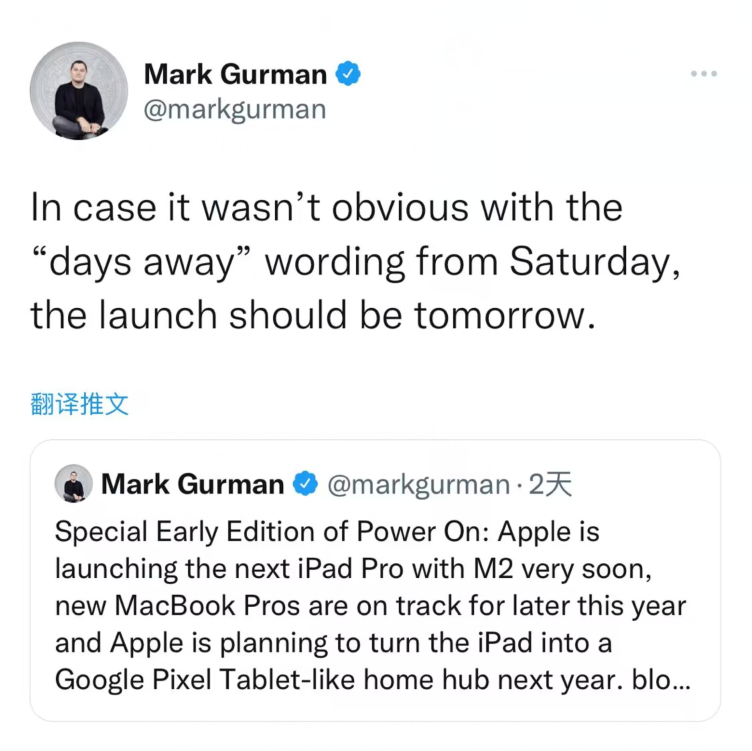 Mark Gurman
@markgurman
In case it wasn’t obvious with the
“days away” wording from Saturday,
the launch should be tomorrow.
翻译推文
Mark Gurman @markgurman · 2天
Special Early Edition of Power On: Apple is
launching the next iPad Pro with M2 very soon,
new MacBook Pros are on track for later this year
and Apple is planning to turn the iPad into a
Google Pixel Tablet-like home hub next year. blo...